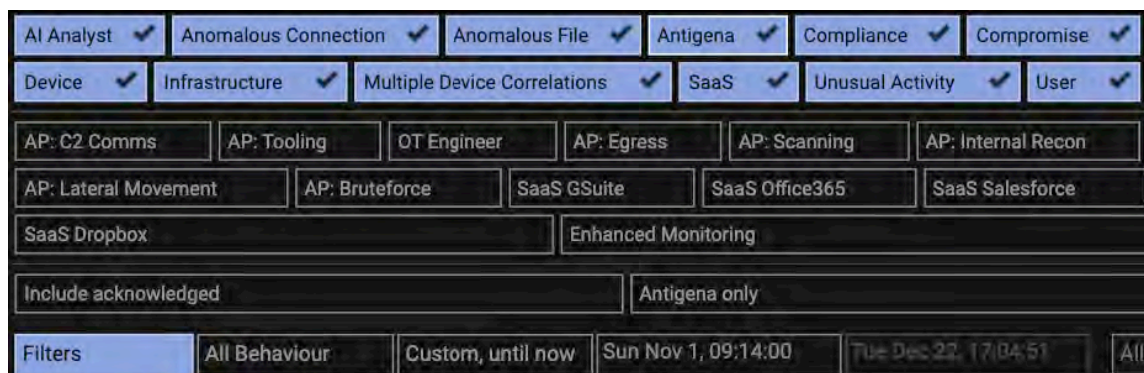 AI Analyst ✔ Anomalous Connection ✔ Anomalous File ✔ Antigena ✔ Compliance ✔ Compromise ✔
Device ✔ Infrastructure ✔ Multiple Device Correlations ✔ SaaS ✔ Unusual Activity ✔ User ✔
AP: C2 Comms AP: Tooling OT Engineer AP: Egress AP: Scanning AP: Internal Recon
AP: Lateral Movement AP: Bruteforce SaaS GSuite SaaS Office365 SaaS Salesforce
SaaS Dropbox Enhanced Monitoring
Include acknowledged Antigena only
Filters All Behaviour Custom, until now Sun Nov 1, 09:14:00 Tue Dec 22, 17:04:51 All